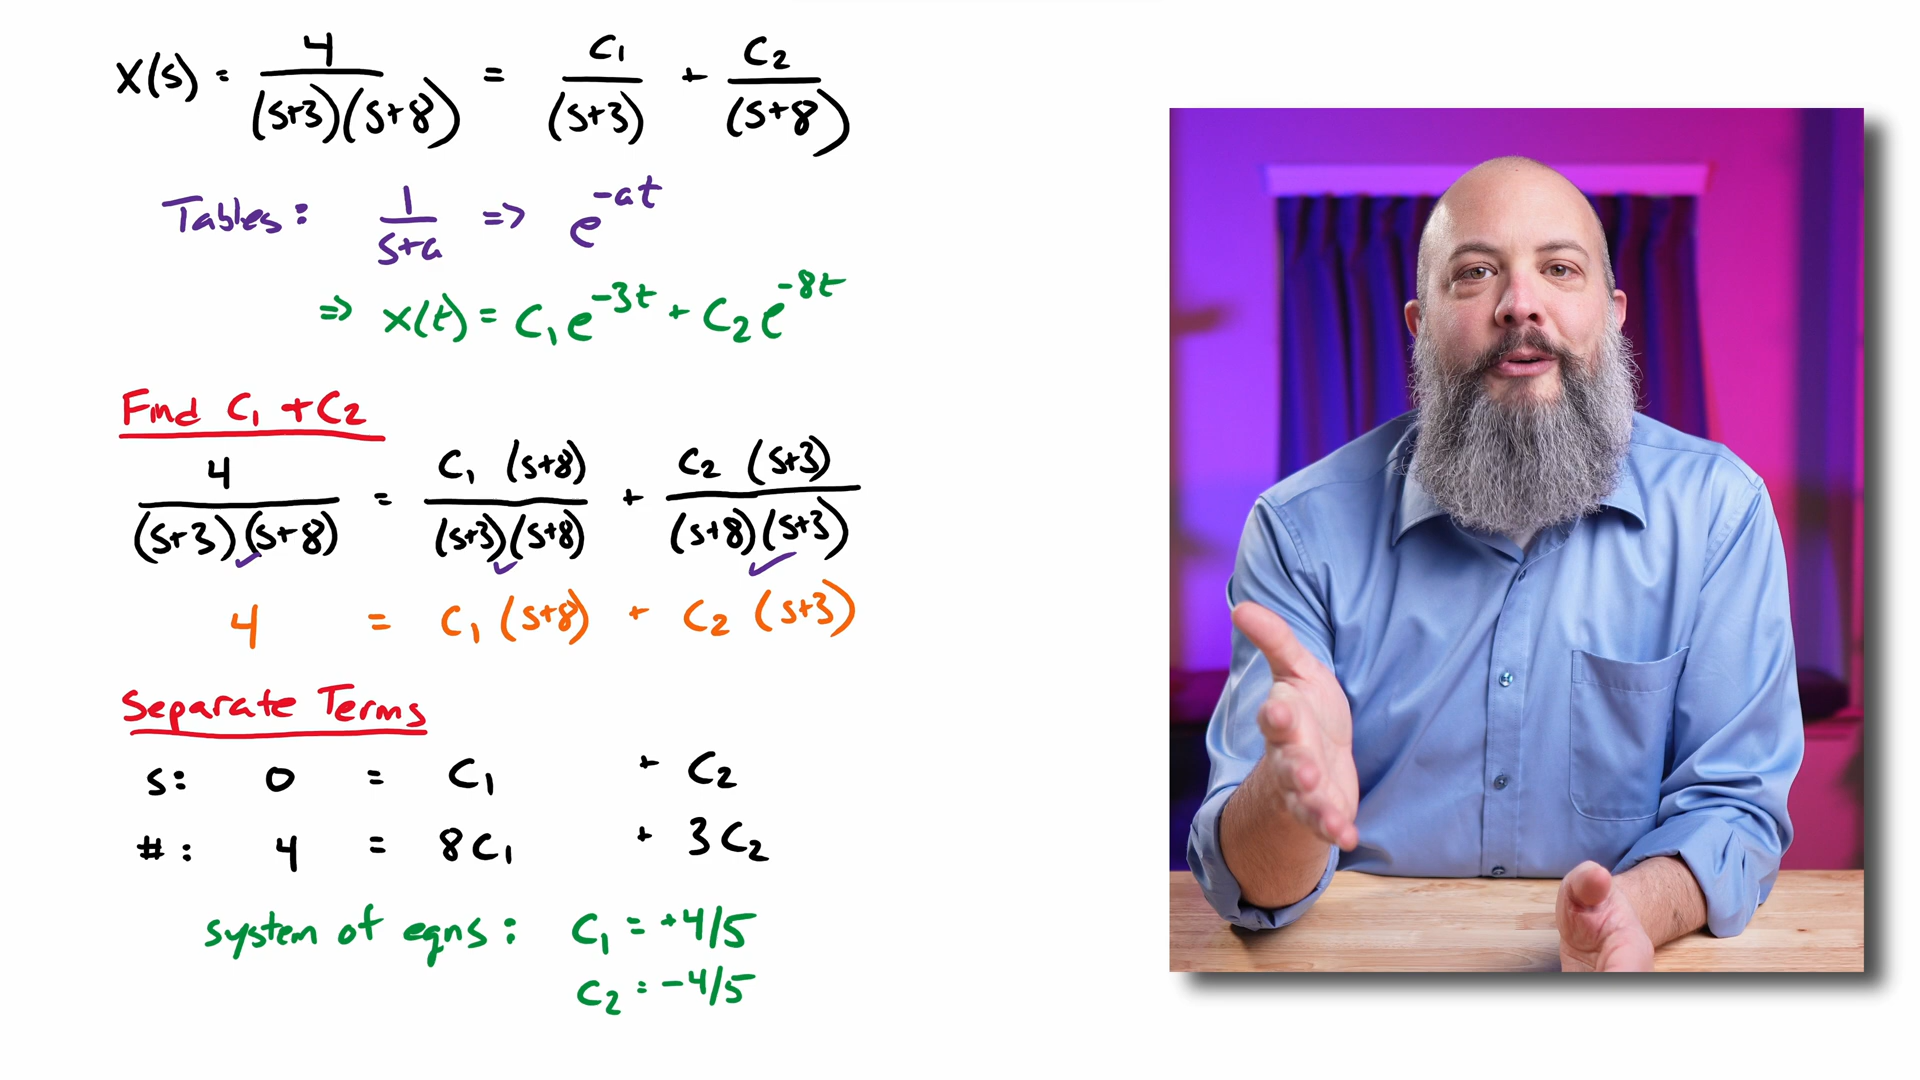 X(s) = 4/((s+3)(s+8)) = C₁/(s+3) + C₂/(s+8)
Tables: 1/(s+a) => e^(-at)
=> x(t) = C₁e^(-3t) + C₂e^(-8t)
Find C₁ + C₂
4/((s+3)(s+8)) = C₁ (s+8)/((s+3)(s+8)) + C₂ (s+3)/((s+8)(s+3))
4 = C₁ (s+8) + C₂ (s+3)
Separate Terms
s: 0 = C₁ + C₂
#: 4 = 8C₁ + 3C₂
system of eqns: C₁ = +4/5
C₂ = -4/5